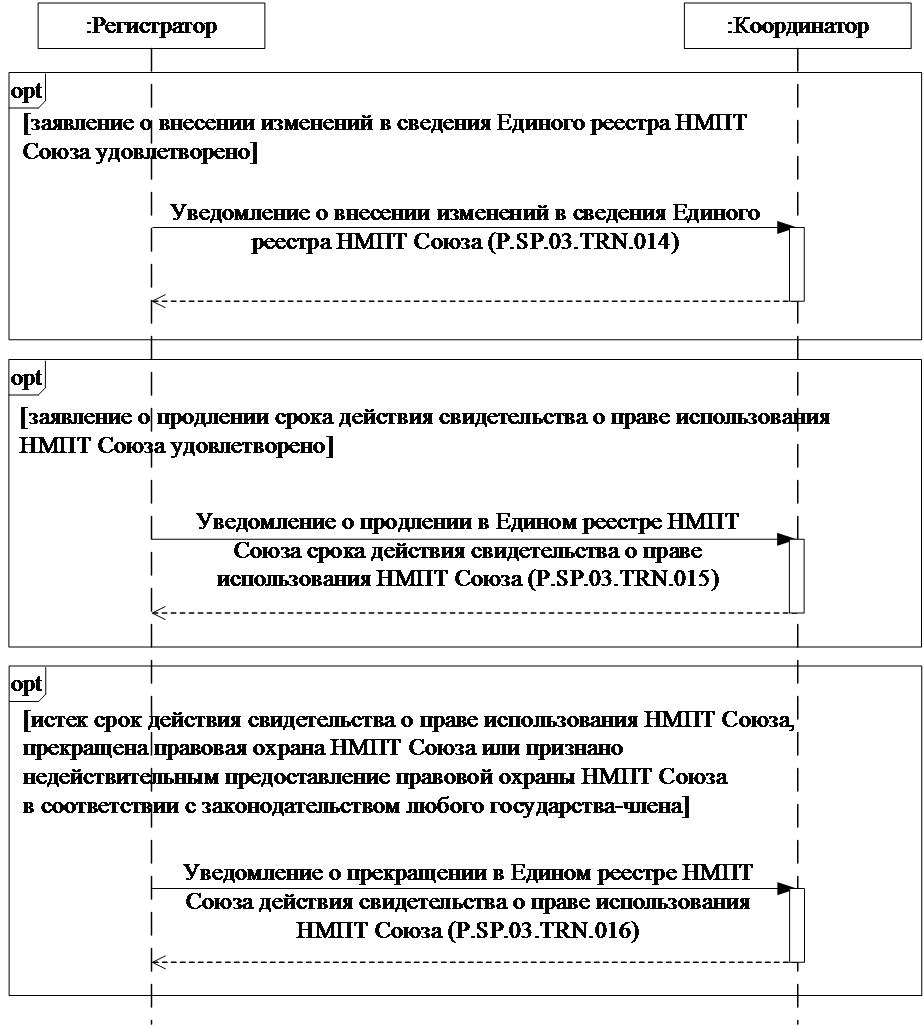 :Регистратор
:Координатор
opt
[заявление о внесении изменений в сведения Единого реестра НМПТ
Союза удовлетворено]
Уведомление о внесении изменений в сведения Единого
реестра НМПТ Союза (P.SP.03.TRN.014)
opt
[заявление о продлении срока действия свидетельства о праве использования
НМПТ Союза удовлетворено]
Уведомление о продлении в Едином реестре НМПТ
Союза срока действия свидетельства о праве
использования НМПТ Союза (P.SP.03.TRN.015)
opt
[истек срок действия свидетельства о праве использования НМПТ Союза,
прекращена правовая охрана НМПТ Союза или признано
недействительным предоставление правовой охраны НМПТ Союза
в соответствии с законодательством любого государства-члена]
Уведомление о прекращении в Едином реестре НМПТ
Союза действия свидетельства о праве использования
НМПТ Союза (P.SP.03.TRN.016)